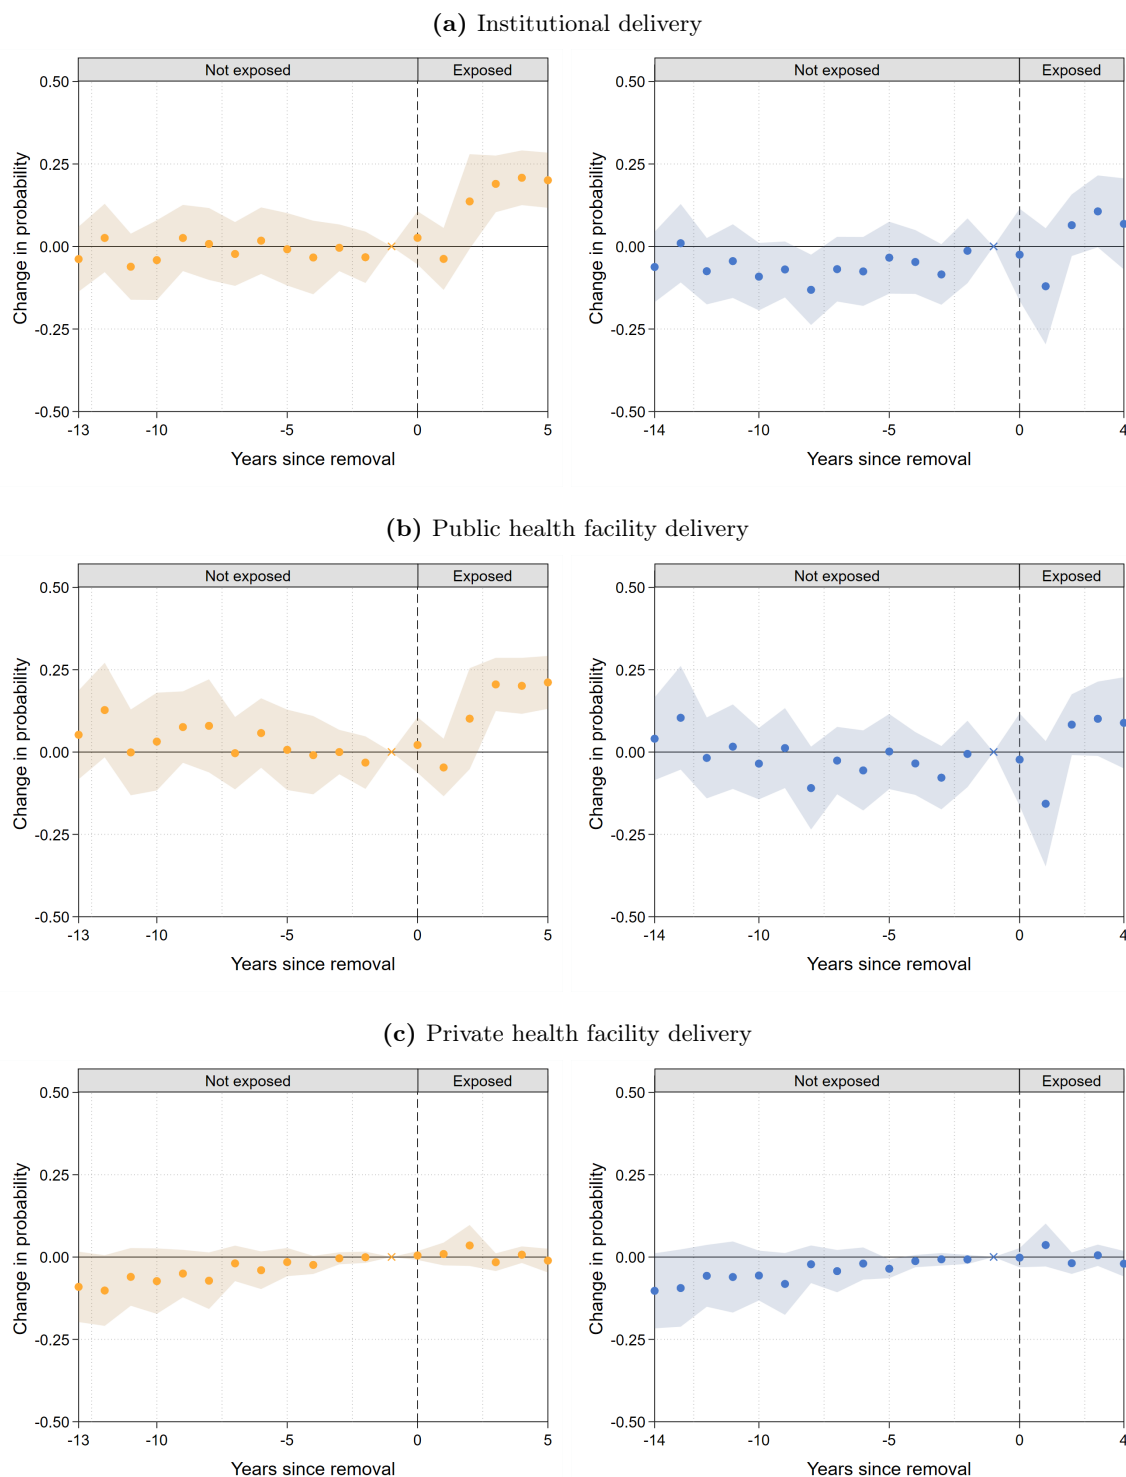 (a) Institutional delivery
Not exposed Exposed
0.50
0.25
0.00
-0.25
-0.50
Change in probability
-13 -10 -5 0 5
Years since removal
Not exposed Exposed
0.50
0.25
0.00
-0.25
-0.50
Change in probability
-14 -10 -5 0 4
Years since removal
(b) Public health facility delivery
Not exposed Exposed
0.50
0.25
0.00
-0.25
-0.50
Change in probability
-13 -10 -5 0 5
Years since removal
Not exposed Exposed
0.50
0.25
0.00
-0.25
-0.50
Change in probability
-14 -10 -5 0 4
Years since removal
(c) Private health facility delivery
Not exposed Exposed
0.50
0.25
0.00
-0.25
-0.50
Change in probability
-13 -10 -5 0 5
Years since removal
Not exposed Exposed
0.50
0.25
0.00
-0.25
-0.50
Change in probability
-14 -10 -5 0 4
Years since removal